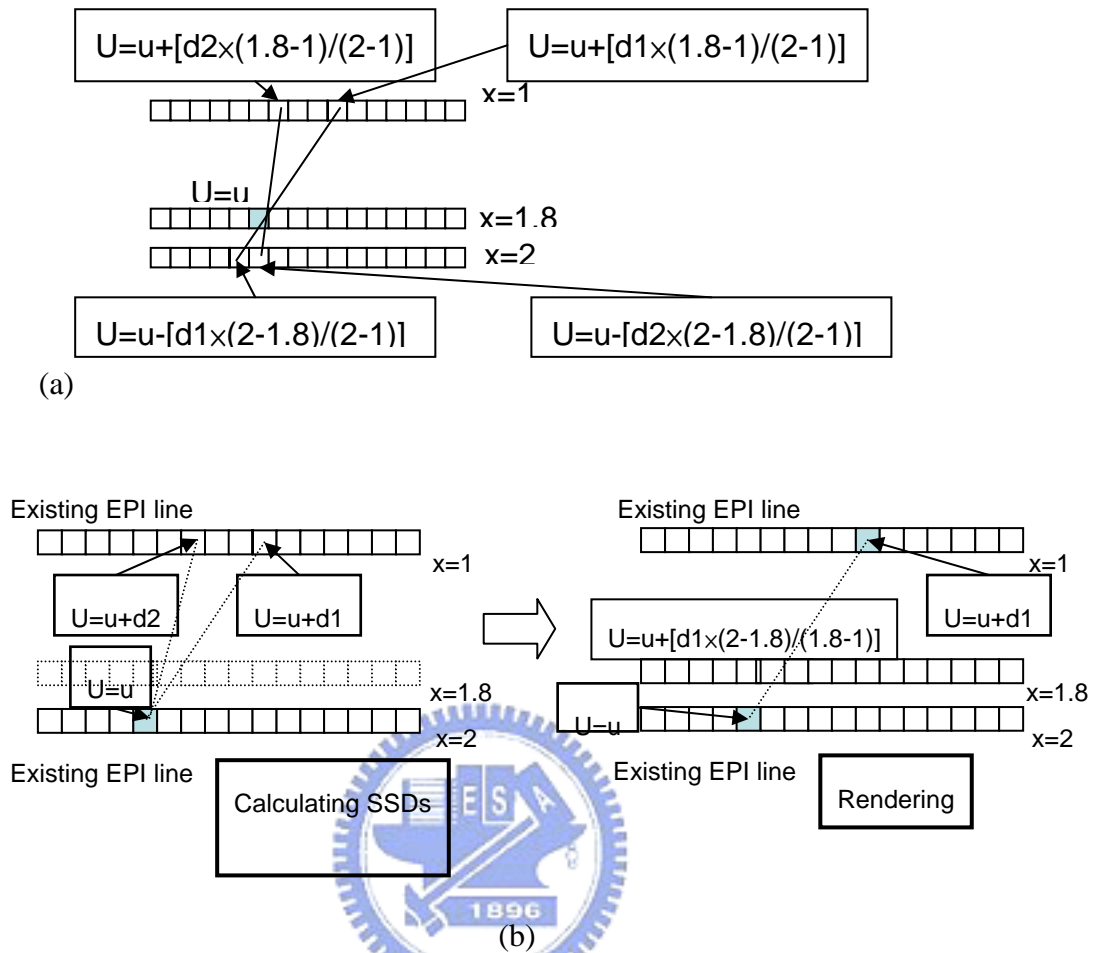 U=u+[d2×(1.8-1)/(2-1)]
U=u+[d1×(1.8-1)/(2-1)]
x=1
U=u
x=1.8
x=2
U=u-[d1×(2-1.8)/(2-1)]
U=u-[d2×(2-1.8)/(2-1)]
(a)
Existing EPI line
Existing EPI line
x=1
x=1
U=u+d2
U=u+d1
U=u+d1
U=u+[d1×(2-1.8)/(1.8-1)]
U=u
x=1.8
x=1.8
U=u
x=2
x=2
Existing EPI line
Existing EPI line
Calculating SSDs
Rendering
E S A
1896
(b)